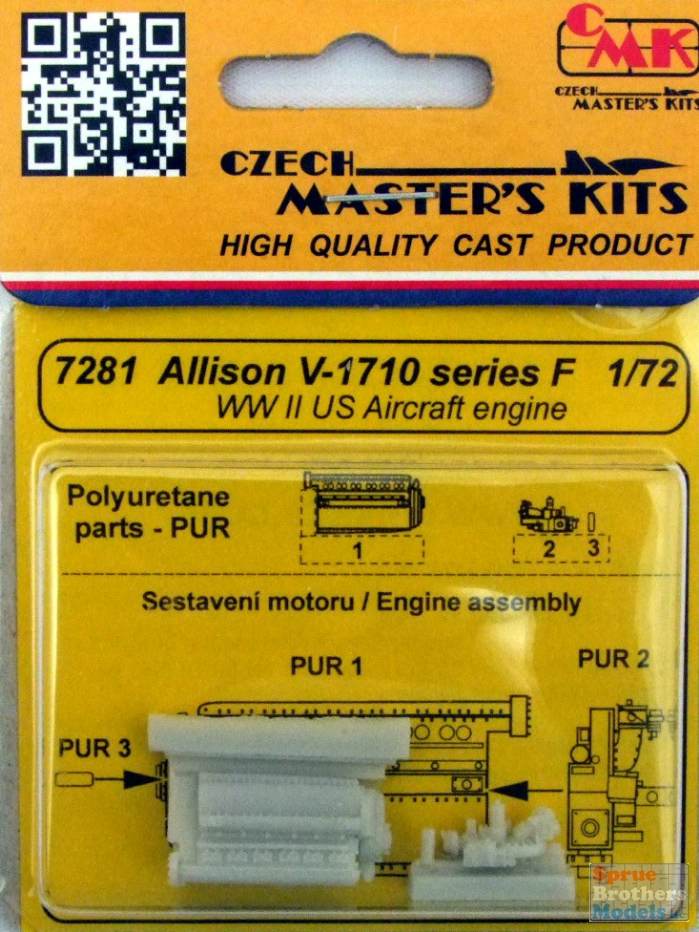 CMK
CZECH
MASTER'S KITS
CZECH
MASTER'S KITS
HIGH QUALITY CAST PRODUCT
7281 Allison V-1710 series F 1/72
WW II US Aircraft engine
Polyuretane
parts - PUR
1
2
3
Sestavení motoru / Engine assembly
PUR 1
PUR 2
PUR 3
Sprue
Brothers
Models